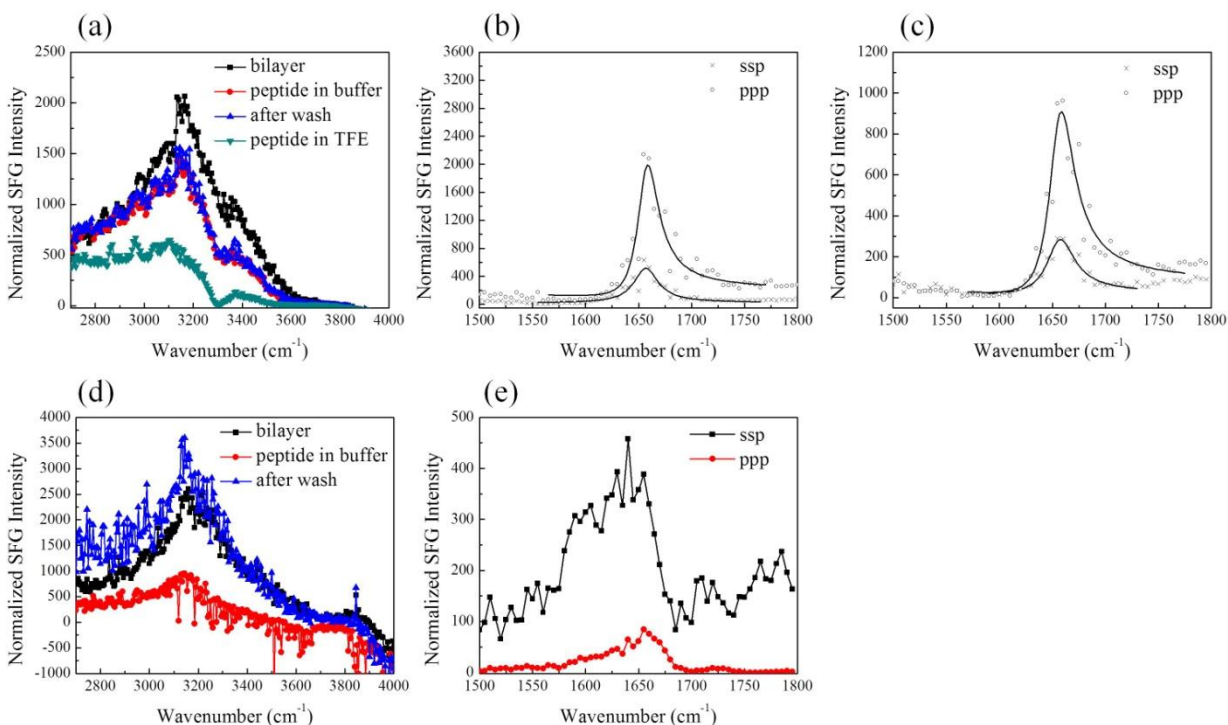 (a)
Normalized SFG Intensity
2500
2000
1500
1000
500
0
2800 3000 3200 3400 3600 3800 4000
Wavenumber (cm-1)
bilayer
peptide in buffer
after wash
peptide in TFE
(b)
Normalized SFG Intensity
3600
3200
2800
2400
2000
1600
1200
800
400
0
1500 1550 1600 1650 1700 1750 1800
Wavenumber (cm-1)
ssp
ppp
(c)
Normalized SFG Intensity
1200
1000
800
600
400
200
0
1500 1550 1600 1650 1700 1750 1800
Wavenumber (cm-1)
ssp
ppp
(d)
Normalized SFG Intensity
4000
3500
3000
2500
2000
1500
1000
500
0
-500
-1000
2800 3000 3200 3400 3600 3800 4000
Wavenumber (cm-1)
bilayer
peptide in buffer
after wash
(e)
Normalized SFG Intensity
500
400
300
200
100
0
1500 1550 1600 1650 1700 1750 1800
Wavenumber (cm-1)
ssp
ppp